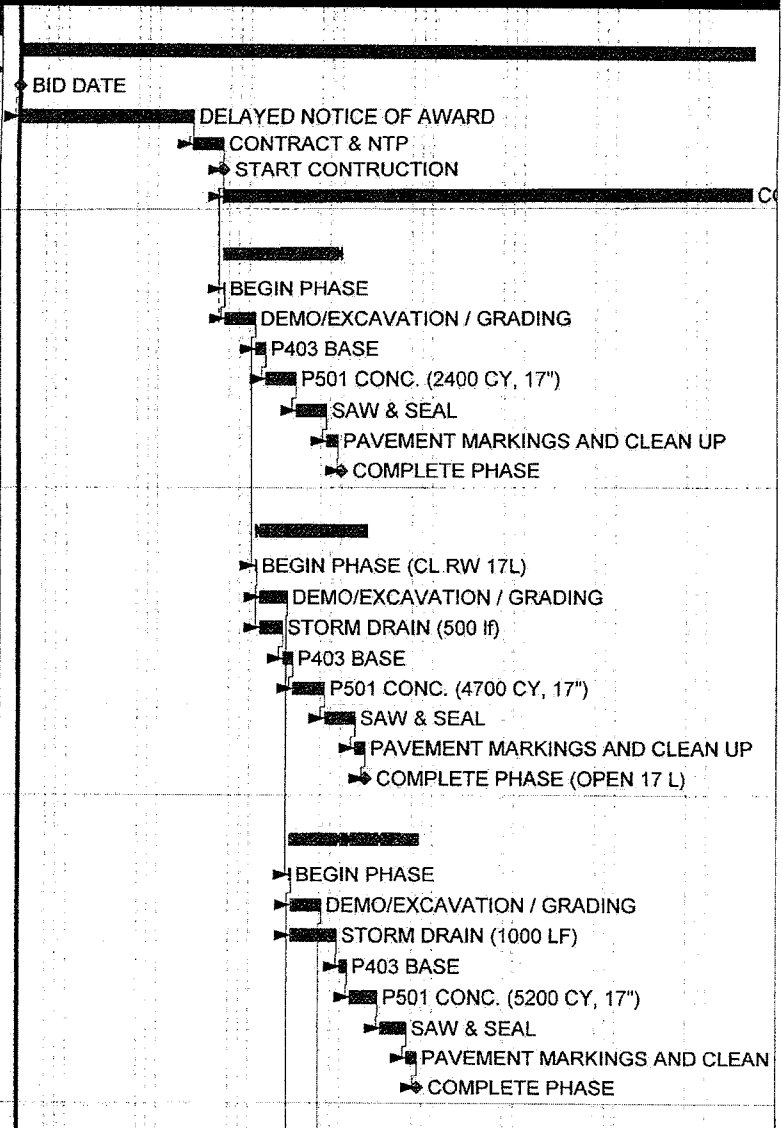 BID DATE
DELAYED NOTICE OF AWARD
CONTRACT & NTP
START CONTRUCTION
BEGIN PHASE
DEMO/EXCAVATION / GRADING
P403 BASE
P501 CONC. (2400 CY, 17")
SAW & SEAL
PAVEMENT MARKINGS AND CLEAN UP
COMPLETE PHASE
BEGIN PHASE (CL.RW 17L)
DEMO/EXCAVATION / GRADING
STORM DRAIN (500 lf)
P403 BASE
P501 CONC. (4700 CY, 17")
SAW & SEAL
PAVEMENT MARKINGS AND CLEAN UP
COMPLETE PHASE (OPEN 17 L)
BEGIN PHASE
DEMO/EXCAVATION / GRADING
STORM DRAIN (1000 LF)
P403 BASE
P501 CONC. (5200 CY, 17")
SAW & SEAL
PAVEMENT MARKINGS AND CLEAN
COMPLETE PHASE